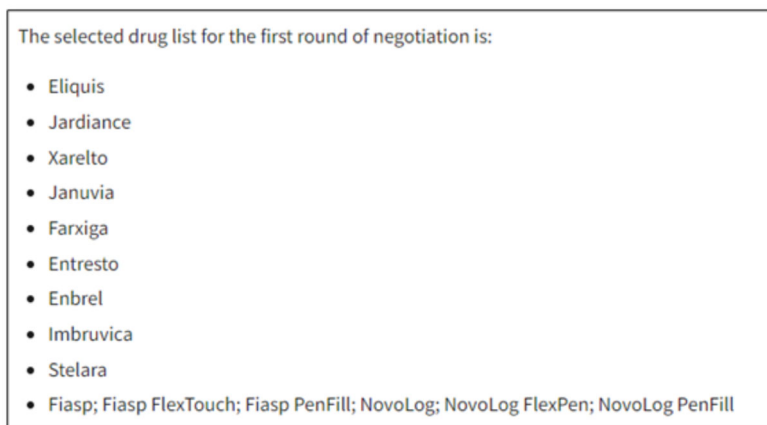 The selected drug list for the first round of negotiation is:
• Eliquis
• Jardiance
• Xarelto
• Januvia
• Farxiga
• Entresto
• Enbrel
• Imbruvica
• Stelara
• Fiasp; Fiasp FlexTouch; Fiasp PenFill; NovoLog; NovoLog FlexPen; NovoLog PenFill